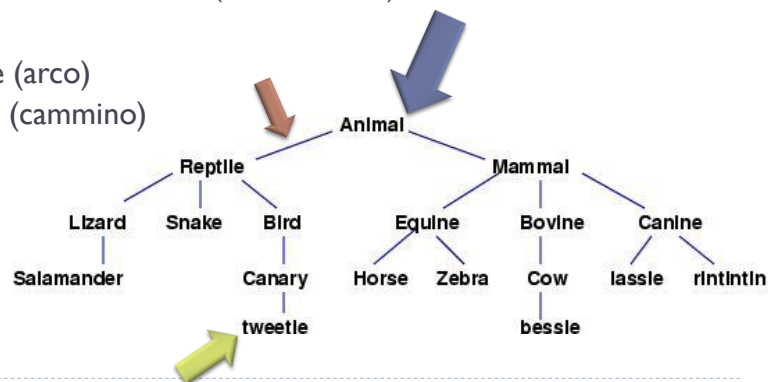 e (arco)
(cammino)
Animal
Reptile Mammal
Lizard Snake Bird Equine Bovine Canine
Salamander Canary Horse Zebra Cow lassie rintintin
tweetie bessie